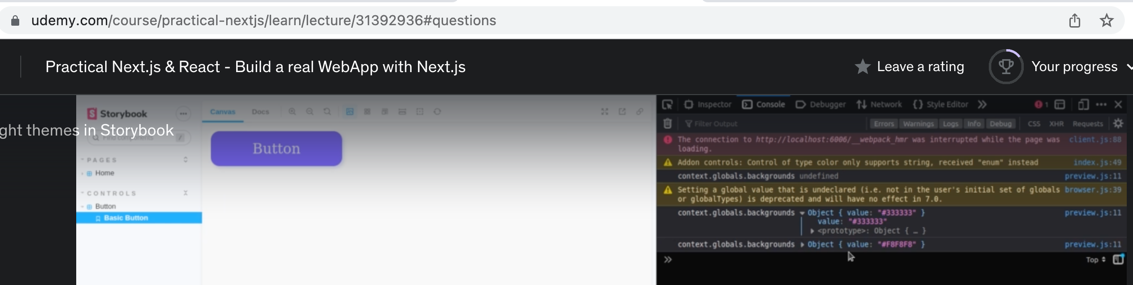 udemy.com/course/practical-nextjs/learn/lecture/31392936#questions
Practical Next.js & React - Build a real WebApp with Next.js
Leave a rating
Your progress
ght themes in Storybook
Storybook
Canvas Docs
PAGES
Home
CONTROLS
Button
Basic Button
Button
Inspector Console Debugger Network Style Editor 1
Filter Output Errors Warnings Logs Info Debug CSS XHR Requests
The connection to http://localhost:6006/__webpack_hmr was interrupted while the page was client.js:88
loading.
Addon controls: Control of type color only supports string, received "enum" instead index.js:49
context.globals.backgrounds undefined preview.js:11
Setting a global value that is undeclared (i.e. not in the user's initial set of globals browser.js:39
or globalTypes) is deprecated and will have no effect in 7.0.
context.globals.backgrounds Object { value: "#333333" } preview.js:11
value: "#333333"
<prototype>: Object { … }
context.globals.backgrounds Object { value: "#F8F8F8" } preview.js:11
Top